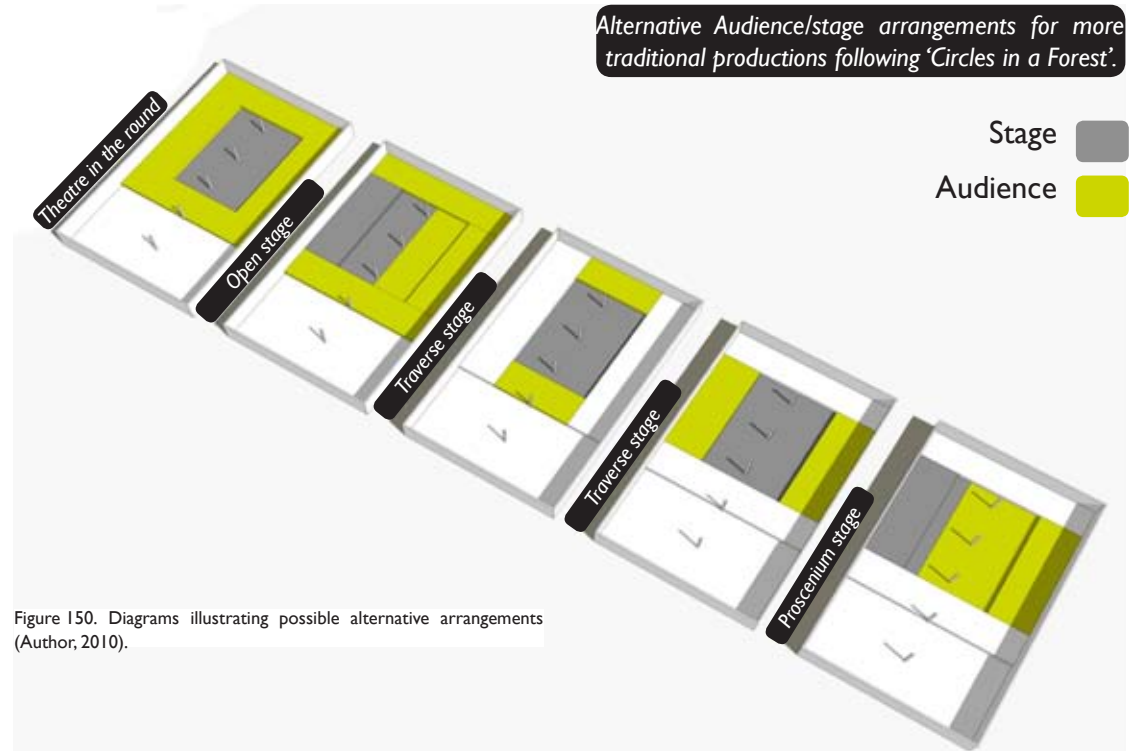 Alternative Audience/stage arrangements for more
traditional productions following ‘Circles in a Forest’.
Stage
Audience
Theatre in the round
Open stage
Traverse stage
Traverse stage
Proscenium stage
Figure 150. Diagrams illustrating possible alternative arrangements
(Author, 2010).